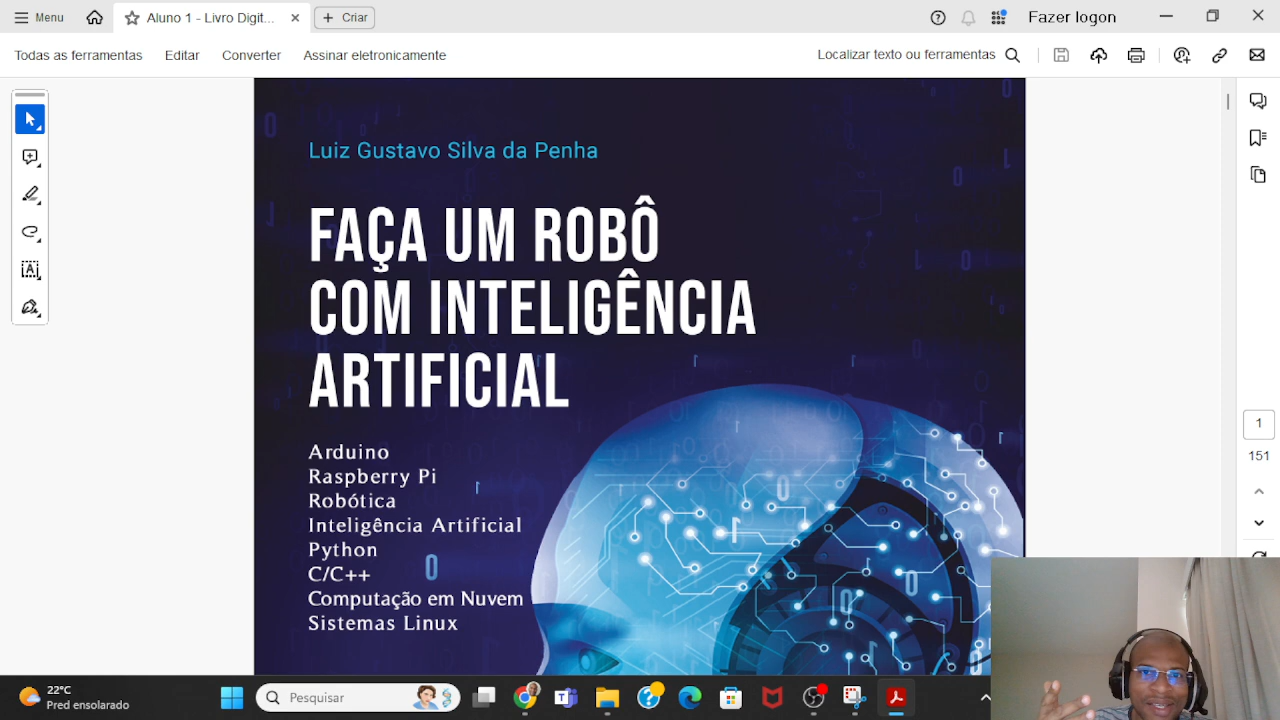 Menu
Aluno 1 - Livro Digit...
Criar
Fazer logon
Todas as ferramentas
Editar
Converter
Assinar eletronicamente
Localizar texto ou ferramentas
Luiz Gustavo Silva da Penha
FAÇA UM ROBÔ
COM INTELIGÊNCIA
ARTIFICIAL
Arduino
Raspberry Pi
Robótica
Inteligência Artificial
Python
C/C++
Computação em Nuvem
Sistemas Linux
1
151
22°C
Pred ensolarado
Pesquisar